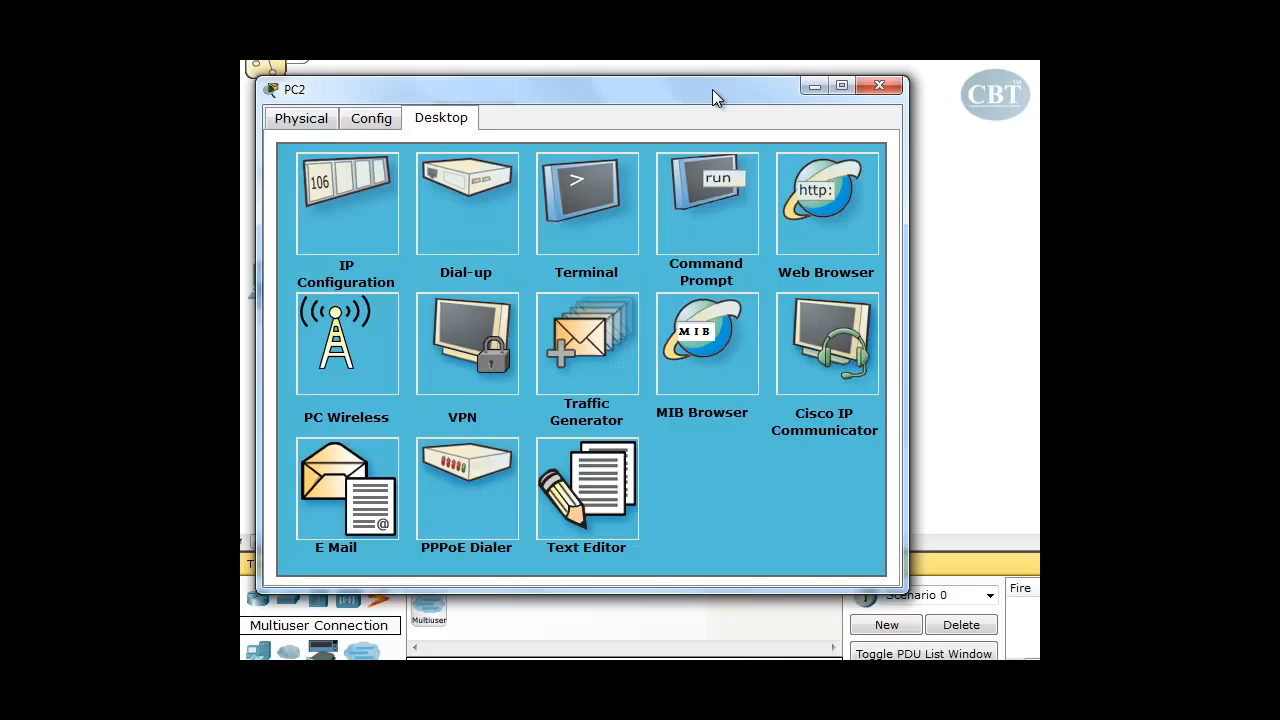 PC2
CBT
Physical
Config
Desktop
106
>
run
http:
IP
Configuration
Dial-up
Terminal
Command
Prompt
Web Browser
MIB
PC Wireless
VPN
Traffic
Generator
MIB Browser
Cisco IP
Communicator
@
E Mail
PPPoE Dialer
Text Editor
Scenario 0
Fire
Multiuser
Multiuser Connection
New
Delete
Toggle PDU List Window